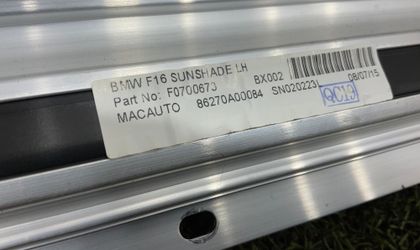 BMW F16 SUNSHADE LH
Part No: F0700673 BX002 08/07/15
MACAUTO 86270A00084 SN020223
QC13